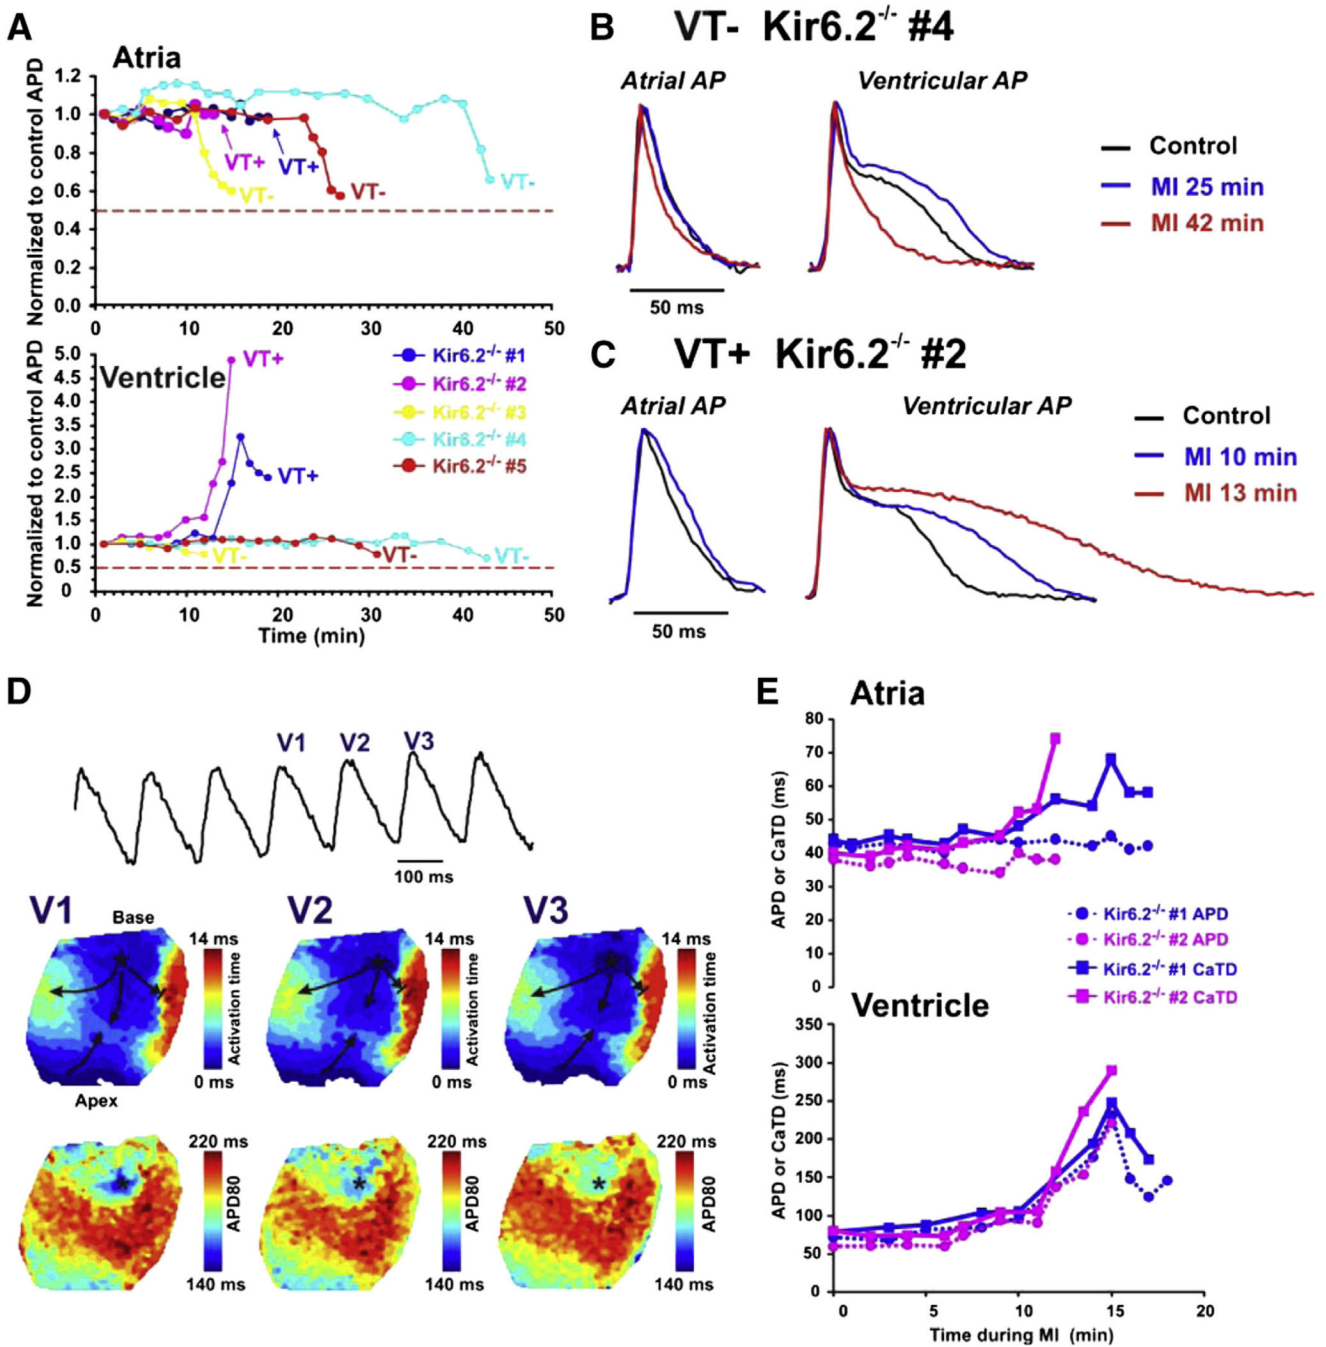 A
Atria
Normalized to control APD
1.2
1.0
0.8
0.6
0.4
0.2
0.0
VT+
VT+
VT-
VT-
VT-
0
10
20
30
40
50
Ventricle
Normalized to control APD
5.0
4.5
4.0
3.5
3.0
2.5
2.0
1.5
1.0
0.5
0
VT+
VT+
VT-
VT-
VT-
Kir6.2-/- #1
Kir6.2-/- #2
Kir6.2-/- #3
Kir6.2-/- #4
Kir6.2-/- #5
0
10
20
30
40
50
Time (min)
B
VT- Kir6.2-/- #4
Atrial AP
Ventricular AP
Control
MI 25 min
MI 42 min
50 ms
C
VT+ Kir6.2-/- #2
Atrial AP
Ventricular AP
Control
MI 10 min
MI 13 min
50 ms
D
V1
V2
V3
100 ms
V1
Base
Apex
14 ms
Activation time
0 ms
V2
14 ms
Activation time
0 ms
V3
14 ms
Activation time
0 ms
220 ms
APD80
140 ms
220 ms
APD80
140 ms
220 ms
APD80
140 ms
E
Atria
APD or CaTD (ms)
80
70
60
50
40
30
20
10
0
Kir6.2-/- #1 APD
Kir6.2-/- #2 APD
Kir6.2-/- #1 CaTD
Kir6.2-/- #2 CaTD
Ventricle
APD or CaTD (ms)
350
300
250
200
150
100
50
0
0
5
10
15
20
Time during MI (min)